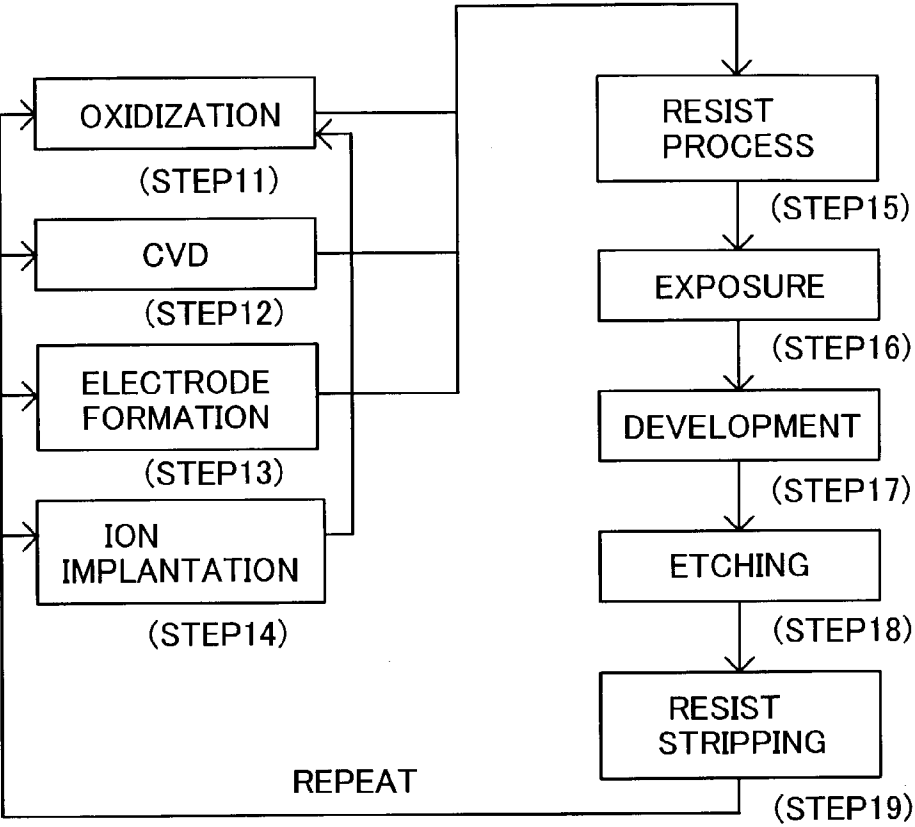 OXIDIZATION
(STEP11)
CVD
(STEP12)
ELECTRODE
FORMATION
(STEP13)
ION
IMPLANTATION
(STEP14)
RESIST
PROCESS
(STEP15)
EXPOSURE
(STEP16)
DEVELOPMENT
(STEP17)
ETCHING
(STEP18)
RESIST
STRIPPING
(STEP19)
REPEAT